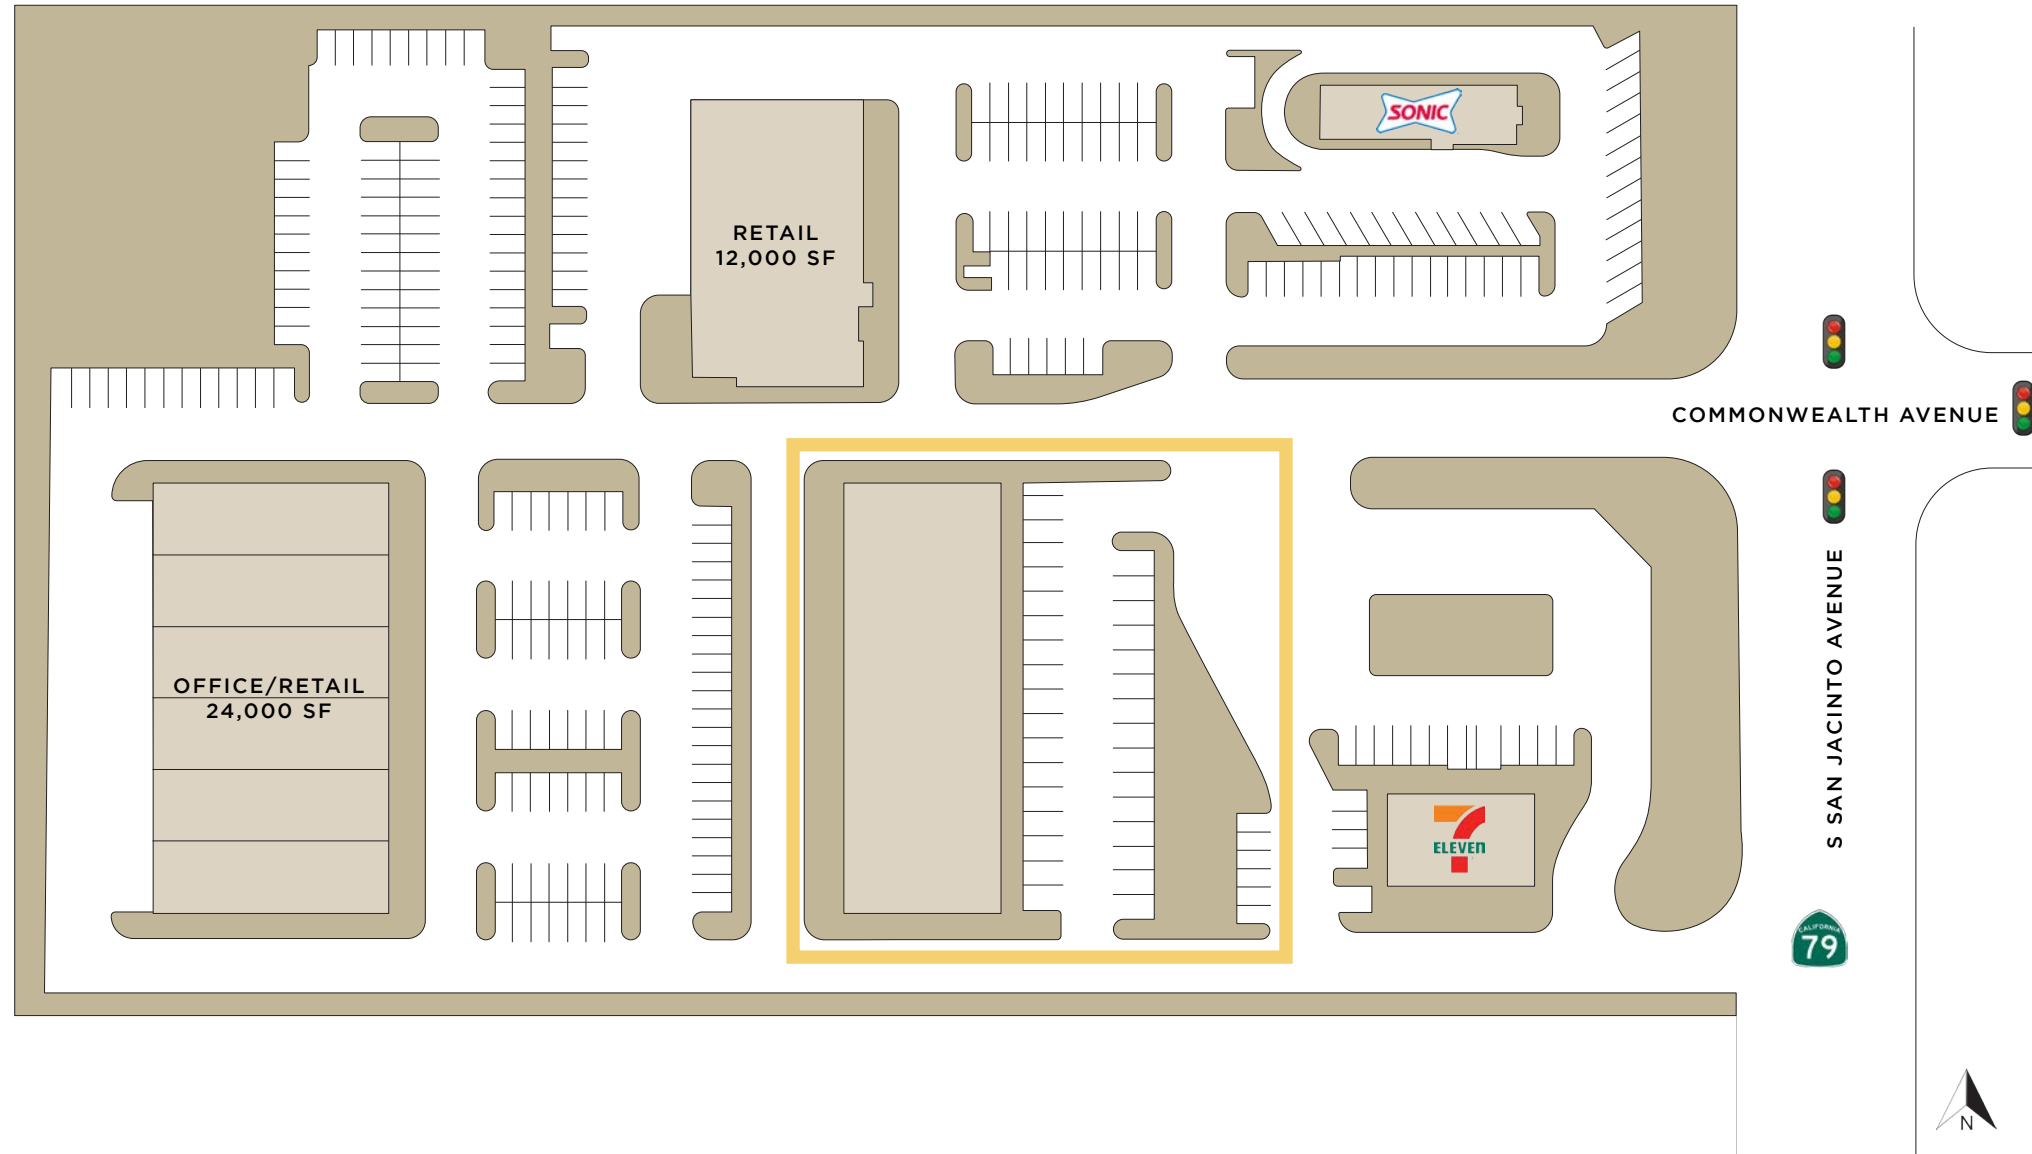 SONIC
RETAIL
12,000 SF
COMMONWEALTH AVENUE
OFFICE/RETAIL
24,000 SF
S SAN JACINTO AVENUE
7
ELEVEn
CALIFORNIA
79
N